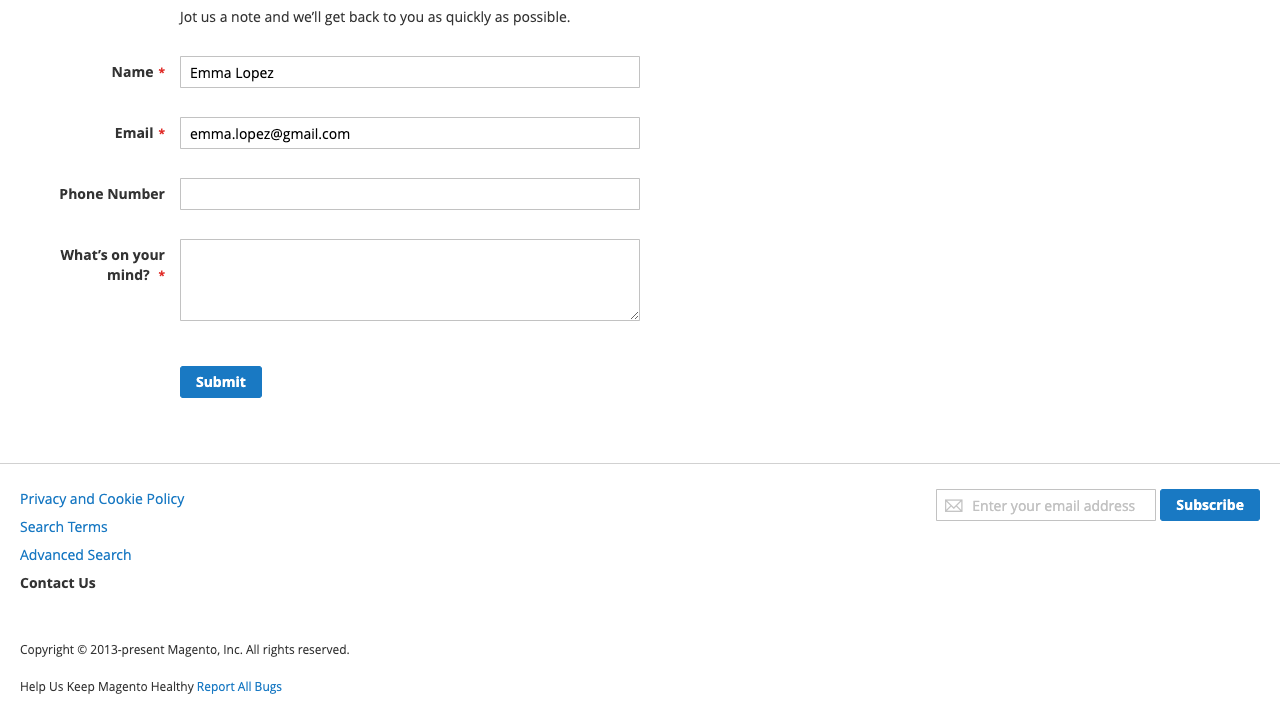 Jot us a note and we’ll get back to you as quickly as possible.
Name *
Emma Lopez
Email *
emma.lopez@gmail.com
Phone Number
What’s on your
mind? *
Submit
Privacy and Cookie Policy
Search Terms
Advanced Search
Contact Us
Enter your email address
Subscribe
Copyright © 2013-present Magento, Inc. All rights reserved.
Help Us Keep Magento Healthy Report All Bugs